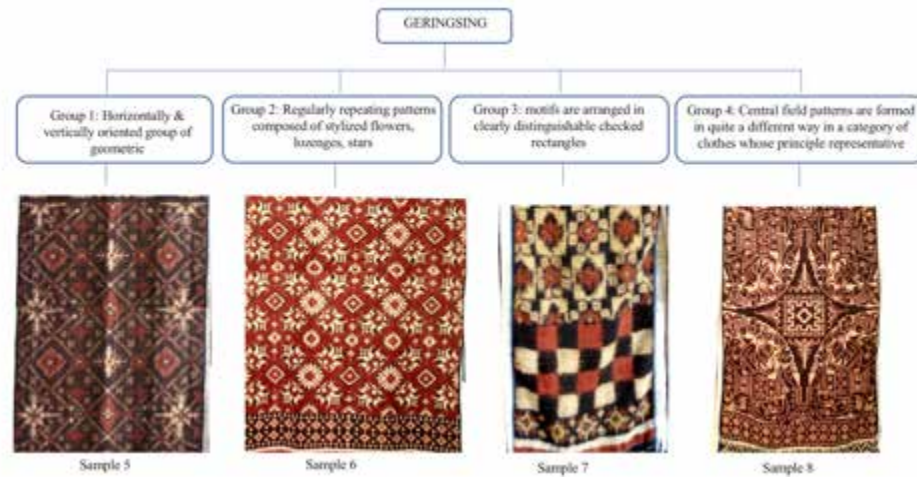 GERINGSING
Group 1: Horizontally &
vertically oriented group of
geometric
Group 2: Regularly repeating patterns
composed of stylized flowers,
lozenges, stars
Group 3: motifs are arranged in
clearly distinguishable checked
rectangles
Group 4: Central field patterns are formed
in quite a different way in a category of
clothes whose principle representative
Sample 5
Sample 6
Sample 7
Sample 8